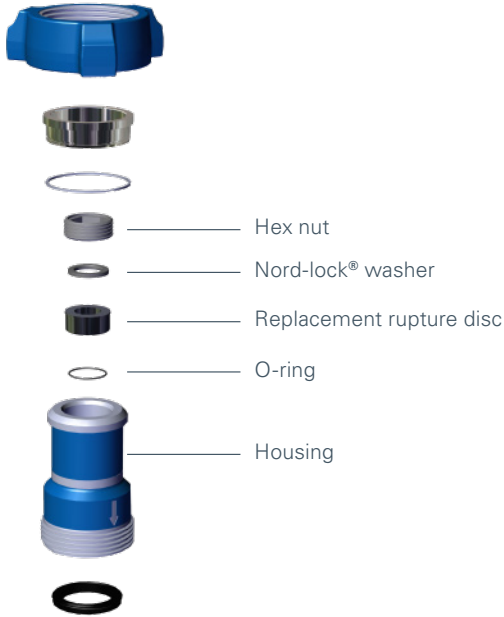 Hex nut
Nord-lock® washer
Replacement rupture disc
O-ring
Housing